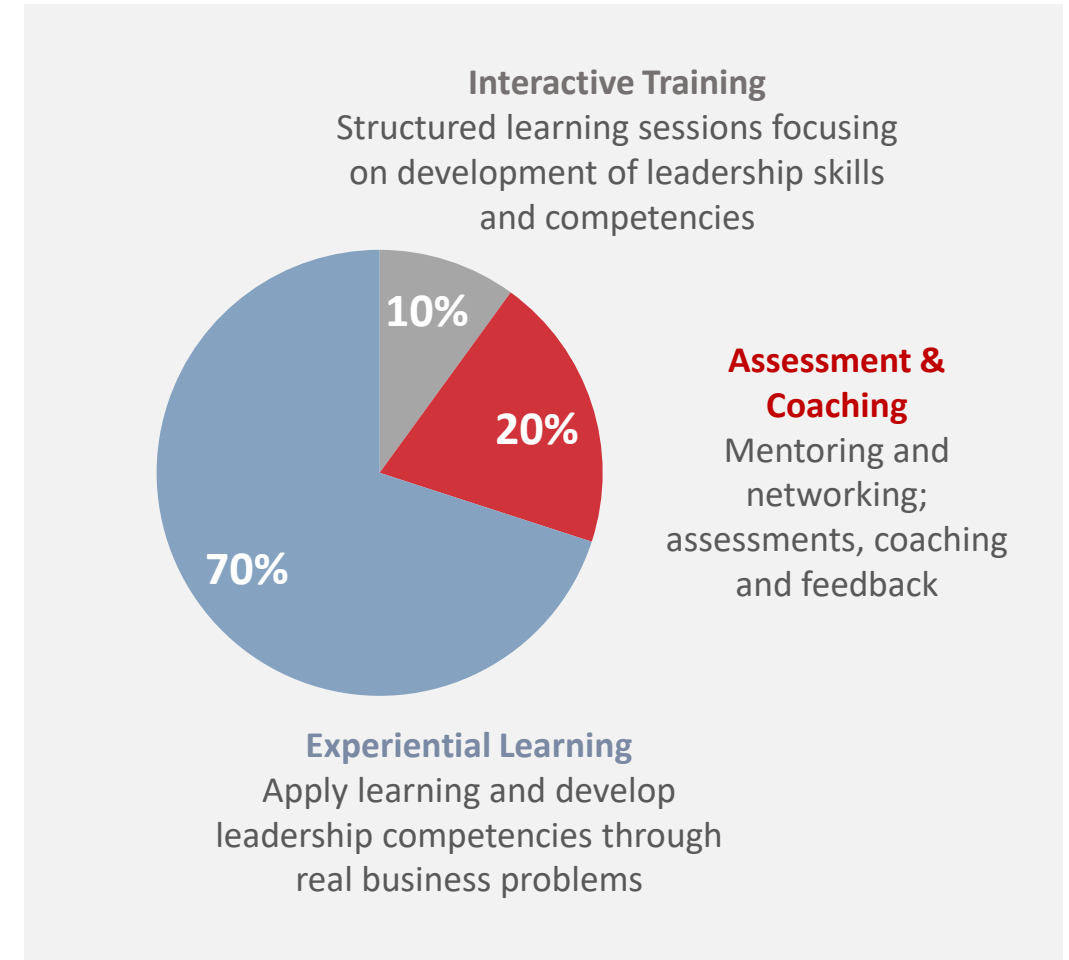 Interactive Training
Structured learning sessions focusing
on development of leadership skills
and competencies
10%
20%
70%
Assessment &
Coaching
Mentoring and
networking;
assessments, coaching
and feedback
Experiential Learning
Apply learning and develop
leadership competencies through
real business problems